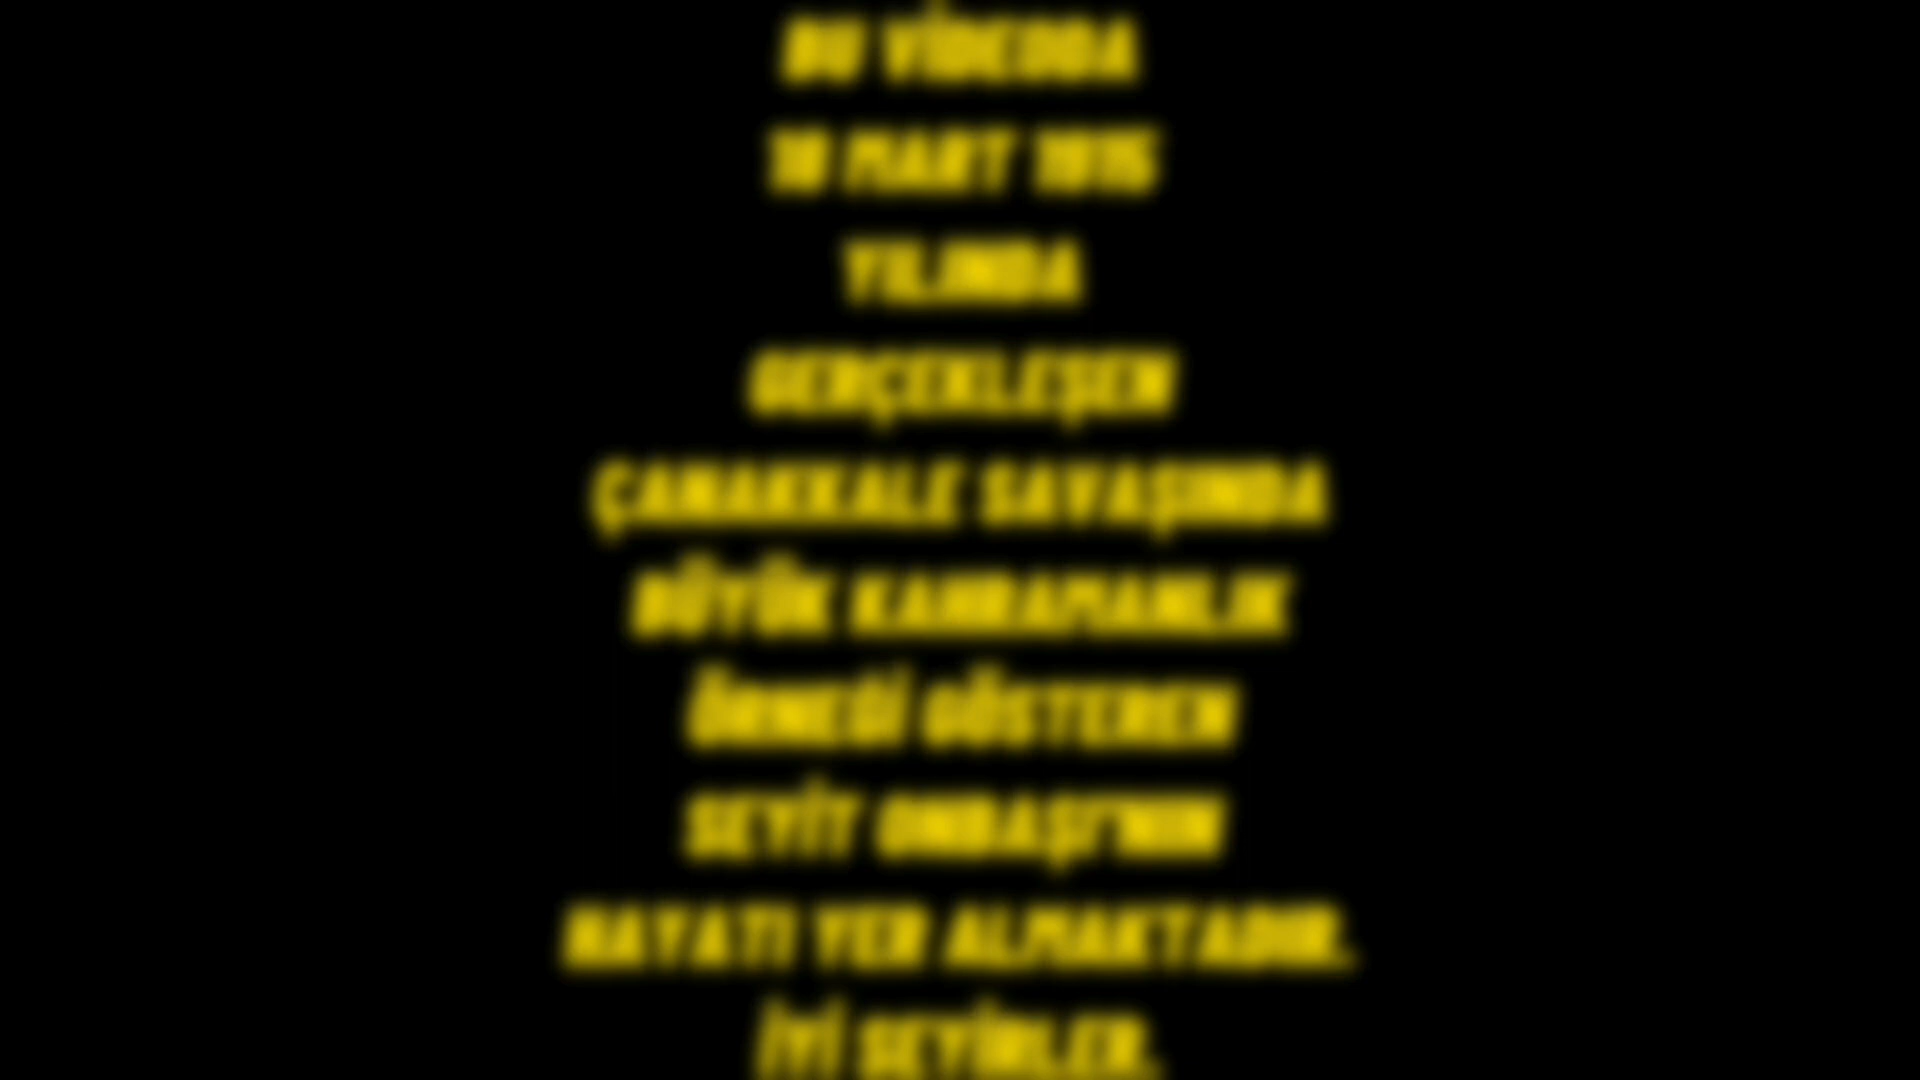 BU VİDEODA
18 MART 1915
YILINDA
GERÇEKLEŞEN
ÇANAKKALE SAVAŞINDA
BÜYÜK KAHRAMANLIK
ÖRNEĞİ GÖSTEREN
SEYİT ONBAŞI'NIN
HAYATI YER ALMAKTADIR.
İYİ SEYİRLER.